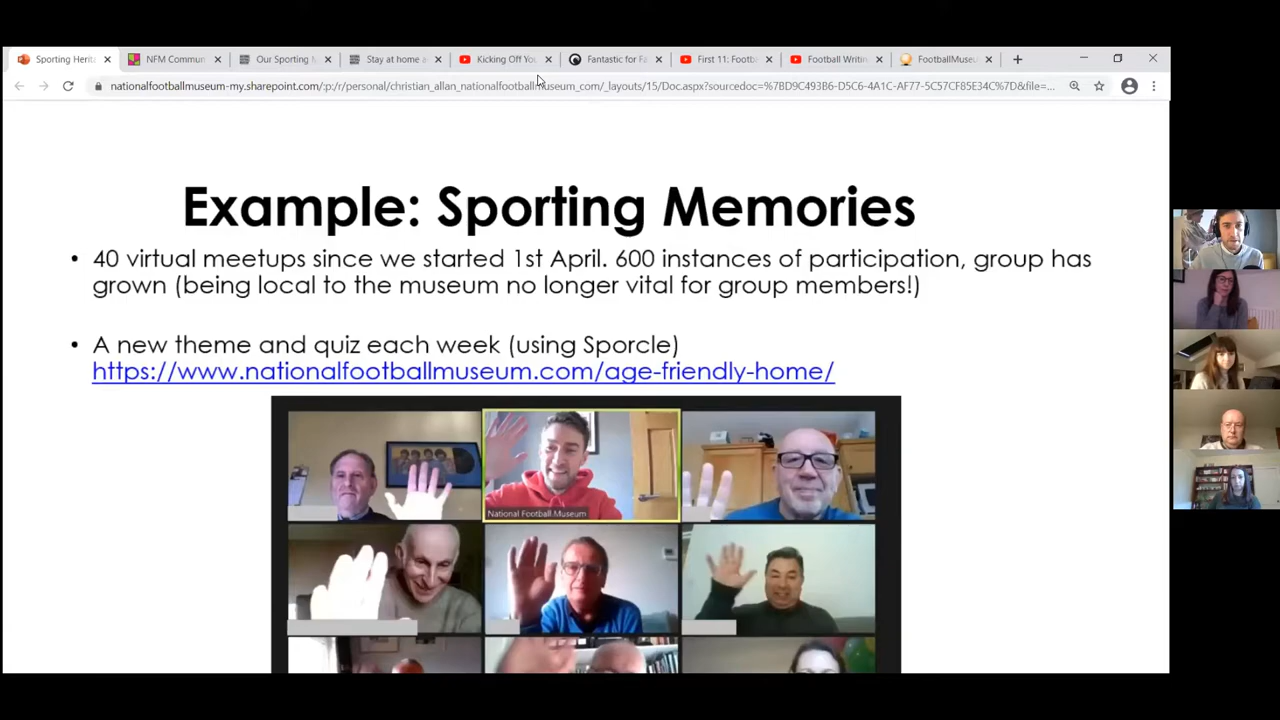 Sporting Herita
NFM Commun
Our Sporting M
Stay at home a
Kicking Off You
Fantastic for Fa
First 11: Footb
Football Writin
FootballMuseu
nationalfootballmuseum-my.sharepoint.com/:p:/r/personal/christian_allan_nationalfootballmuseum_com/_layouts/15/Doc.aspx?sourcedoc=%7BD9C493B6-D5C6-4A1C-AF77-5C57CF85E34C%7D&file=...
Example: Sporting Memories
• 40 virtual meetups since we started 1st April. 600 instances of participation, group has
grown (being local to the museum no longer vital for group members!)
• A new theme and quiz each week (using Sporcle)
https://www.nationalfootballmuseum.com/age-friendly-home/
National Football Museum